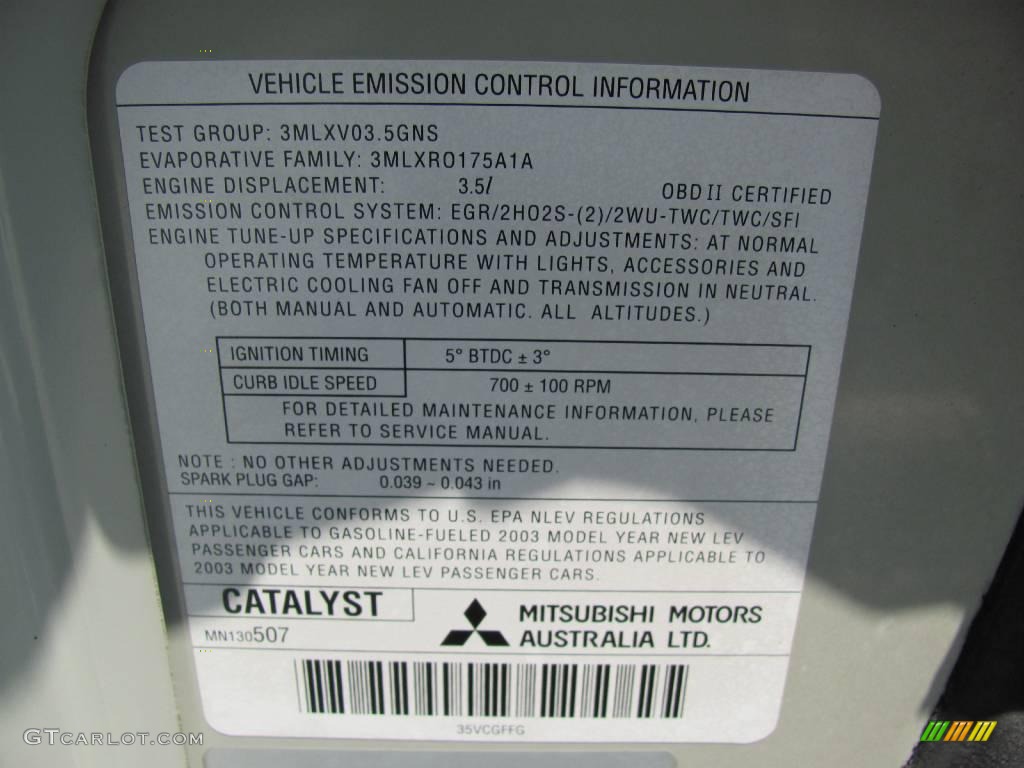 VEHICLE EMISSION CONTROL INFORMATION
TEST GROUP: 3MLXV03.5GNS
EVAPORATIVE FAMILY: 3MLXR0175A1A
ENGINE DISPLACEMENT: 3.5l OBD II CERTIFIED
EMISSION CONTROL SYSTEM: EGR/2HO2S-(2)/2WU-TWC/TWC/SFI
ENGINE TUNE-UP SPECIFICATIONS AND ADJUSTMENTS: AT NORMAL
OPERATING TEMPERATURE WITH LIGHTS, ACCESSORIES AND
ELECTRIC COOLING FAN OFF AND TRANSMISSION IN NEUTRAL.
(BOTH MANUAL AND AUTOMATIC. ALL ALTITUDES.)
IGNITION TIMING 5° BTDC ± 3°
CURB IDLE SPEED 700 ± 100 RPM
FOR DETAILED MAINTENANCE INFORMATION, PLEASE
REFER TO SERVICE MANUAL.
NOTE : NO OTHER ADJUSTMENTS NEEDED.
SPARK PLUG GAP: 0.039 ~ 0.043 in
THIS VEHICLE CONFORMS TO U.S. EPA NLEV REGULATIONS
APPLICABLE TO GASOLINE-FUELED 2003 MODEL YEAR NEW LEV
PASSENGER CARS AND CALIFORNIA REGULATIONS APPLICABLE TO
2003 MODEL YEAR NEW LEV PASSENGER CARS.
CATALYST
MN130507
MITSUBISHI MOTORS
AUSTRALIA LTD.
35VCGFFG
GTCARLOT.COM